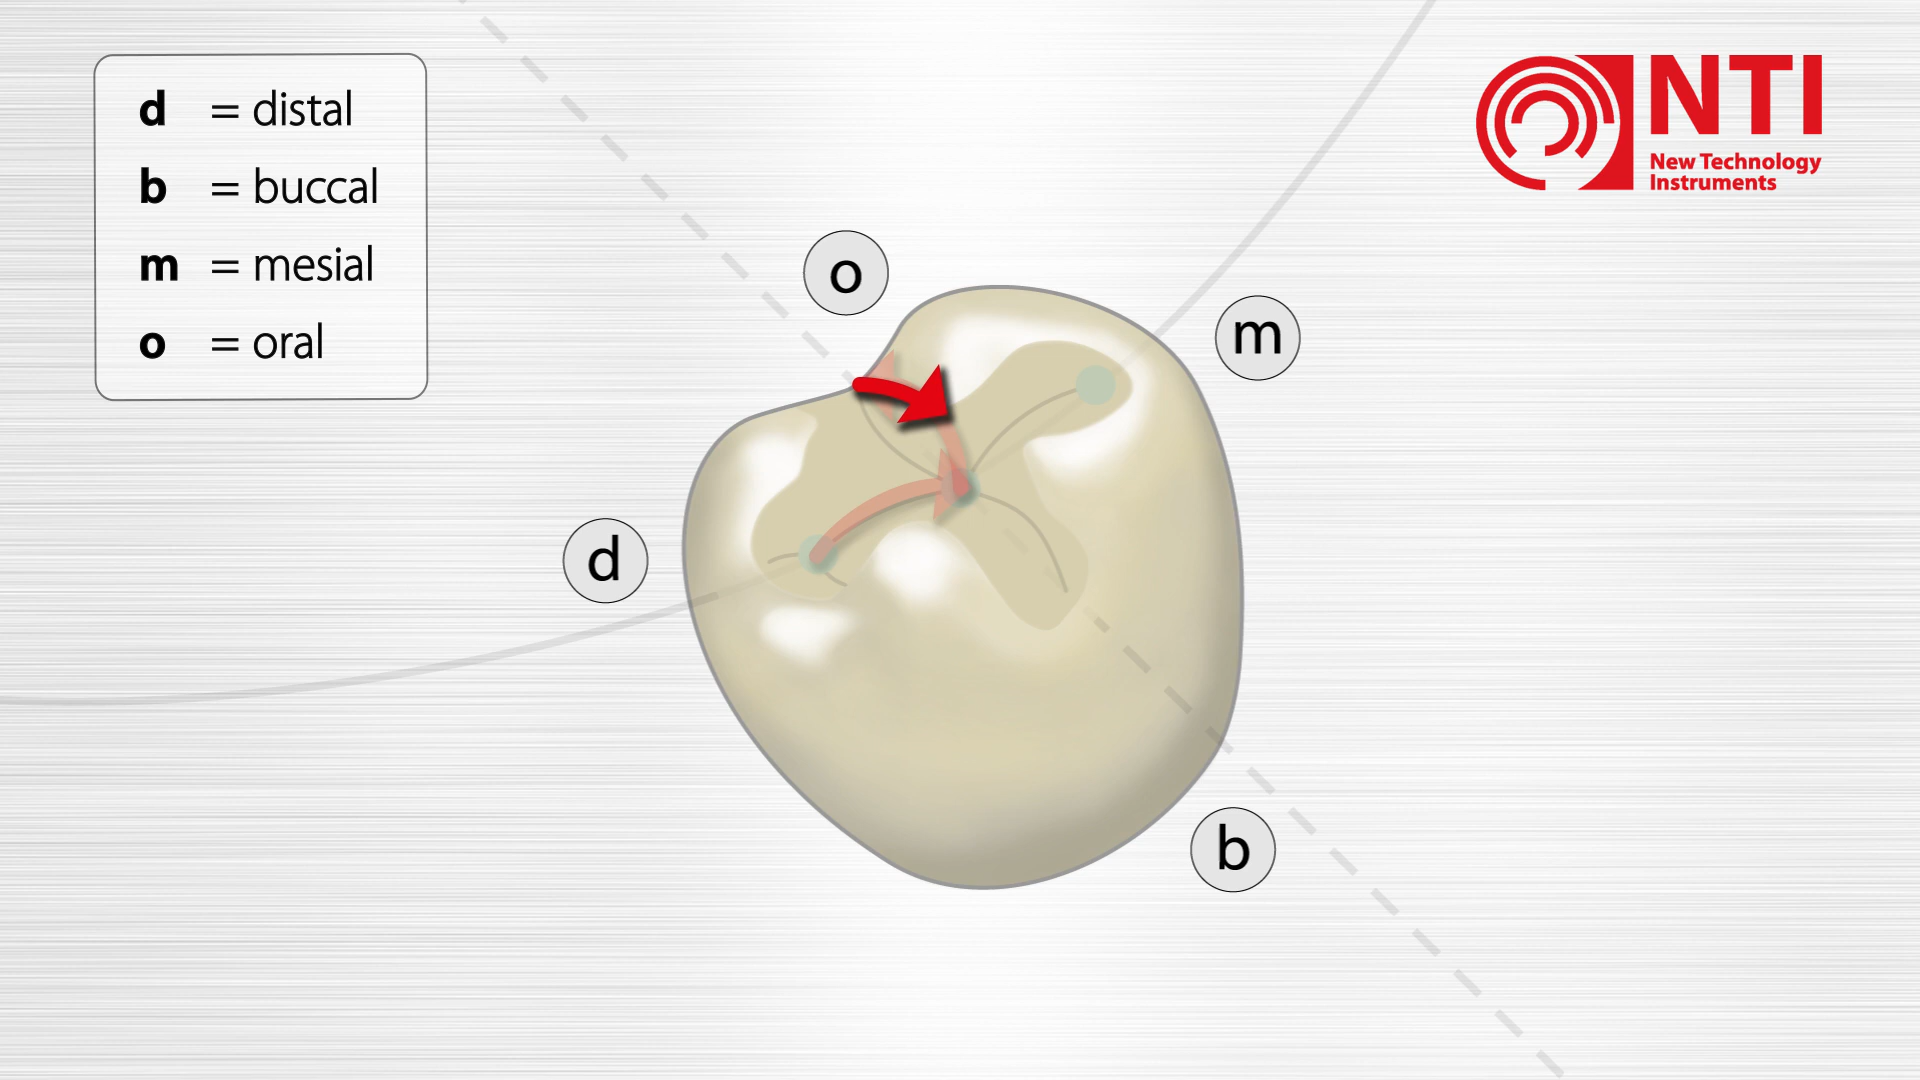 d = distal
b = buccal
m = mesial
o = oral
NTI
New Technology
Instruments
o
m
d
b